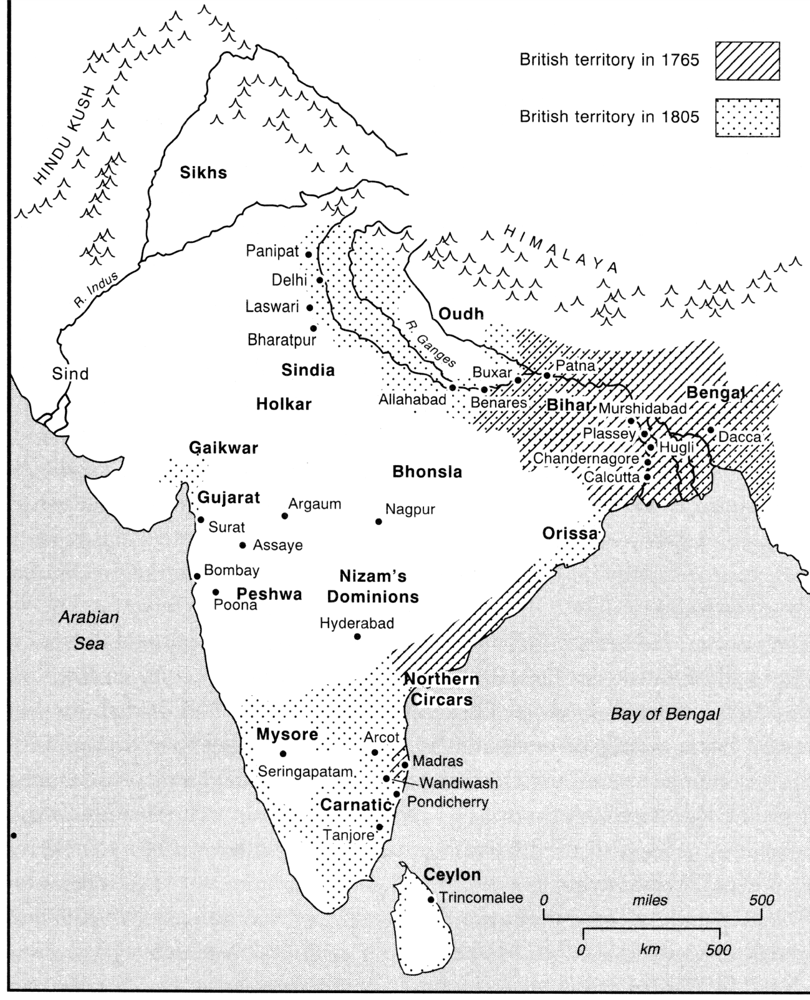 British territory in 1765
British territory in 1805
HINDU KUSH
Sikhs
HIMALAYA
Panipat
Delhi
R. Indus
Laswari
Oudh
R. Ganges
Bharatpur
Sindia
Sind
Buxar
Patna
Holkar
Allahabad
Benares
Bihar
Bengal
Murshidabad
Plassey
Dacca
Gaikwar
Hugli
Chandernagore
Bhonsla
Calcutta
Gujarat
Argaum
Nagpur
Surat
Orissa
Assaye
Bombay
Nizam's
Dominions
Peshwa
Poona
Arabian
Sea
Hyderabad
Northern
Circars
Bay of Bengal
Mysore
Arcot
Madras
Seringapatam
Wandiwash
Carnatic
Pondicherry
Tanjore
Ceylon
Trincomalee
0 miles 500
0 km 500